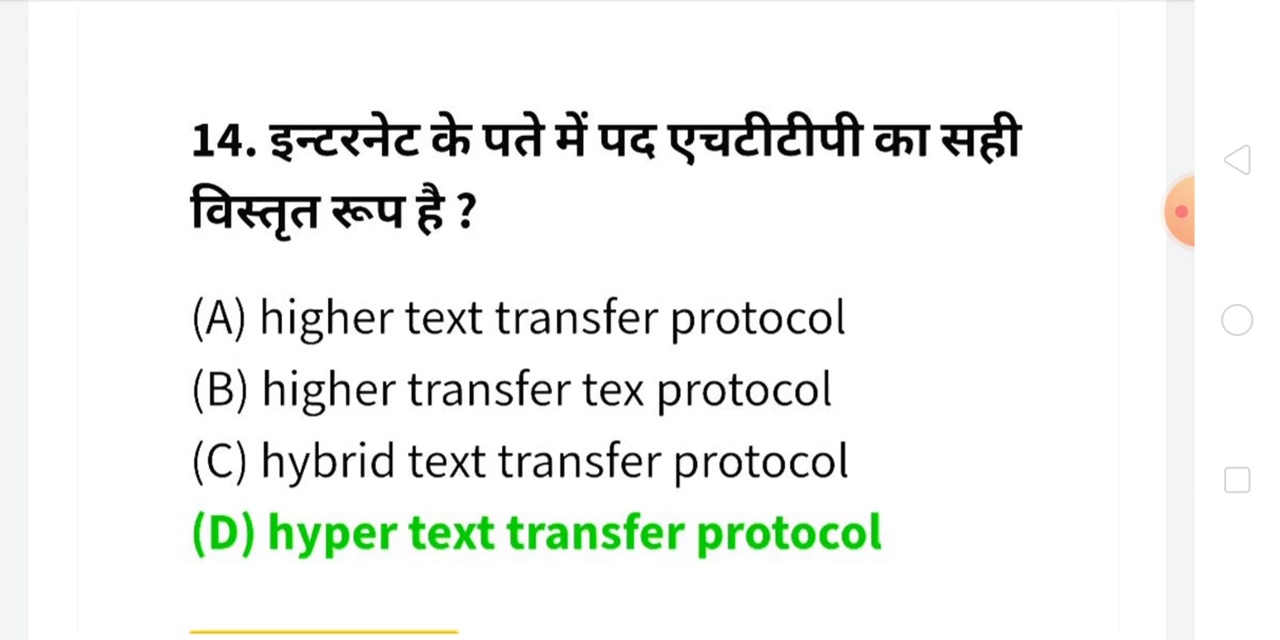 14. इन्टरनेट के पते में पद एचटीटीपी का सही
विस्तृत रूप है ?
(A) higher text transfer protocol
(B) higher transfer tex protocol
(C) hybrid text transfer protocol
(D) hyper text transfer protocol